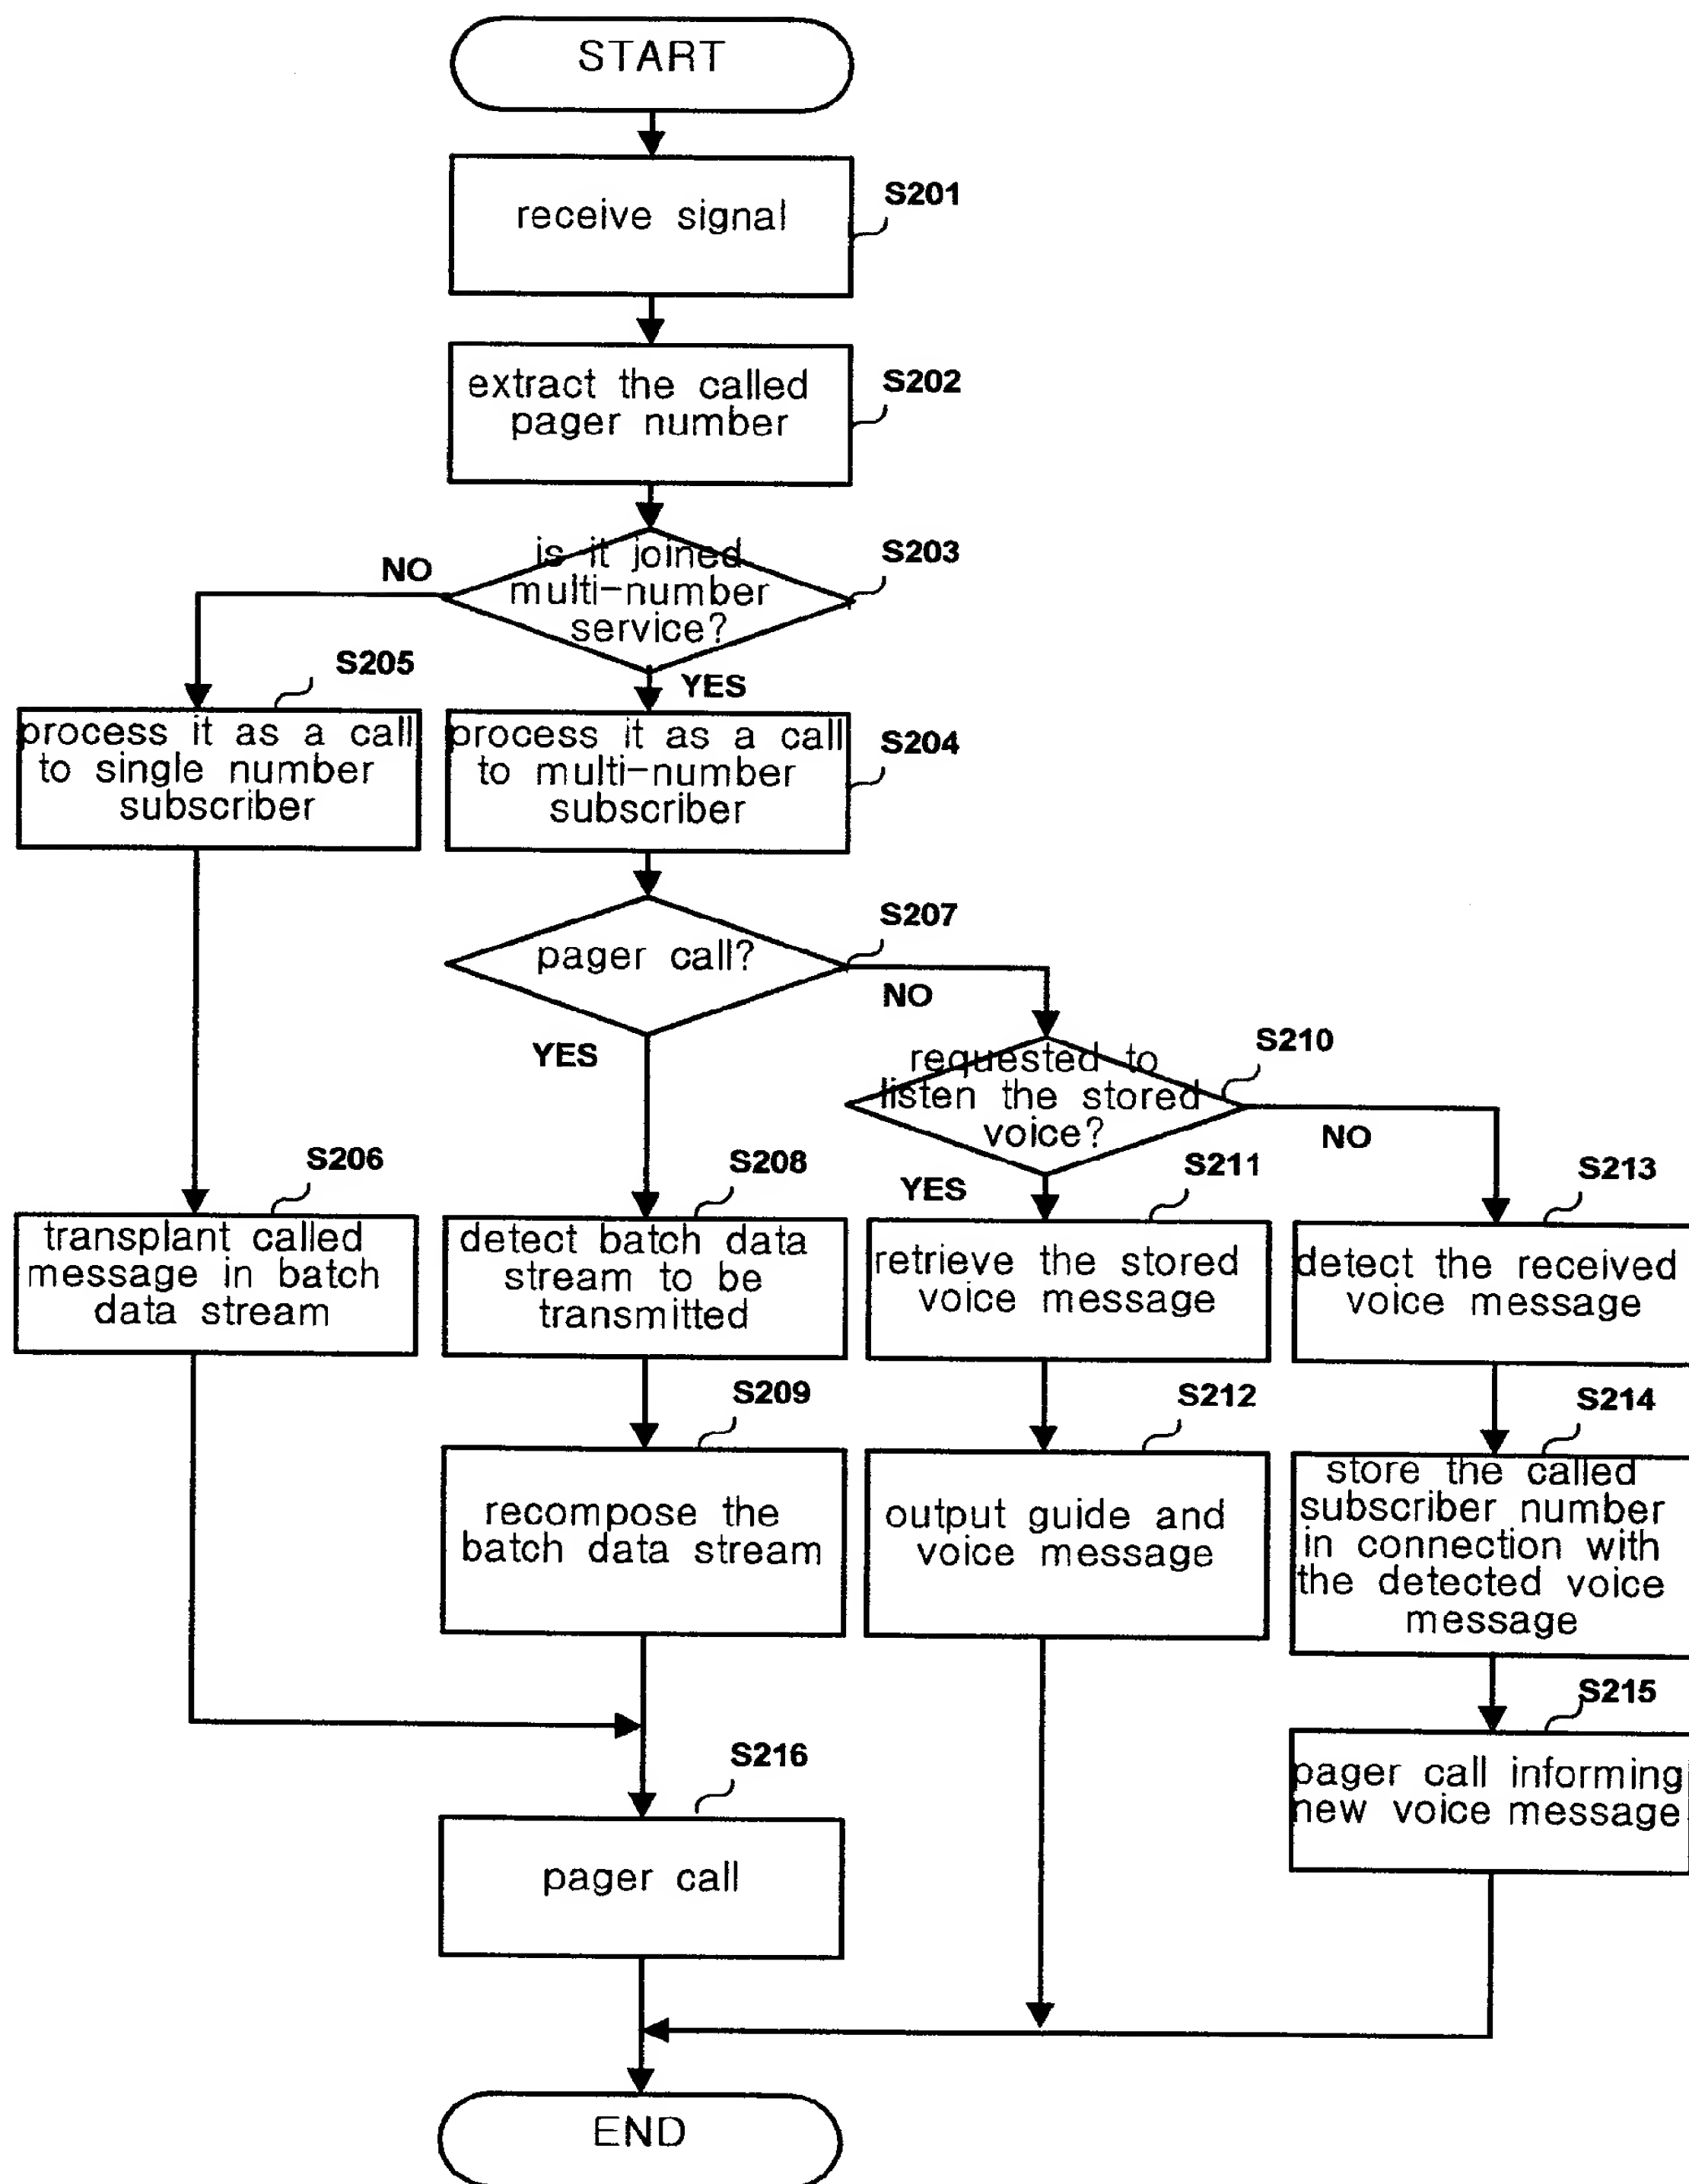 START
receive signal
S201
extract the called
pager number
S202
is it joined
multi-number
service?
S203
NO
YES
S205
process it as a call
to single number
subscriber
process it as a call
to multi-number
subscriber
S204
pager call?
S207
NO
YES
requested to
listen the stored
voice?
S210
NO
YES
S206
transplant called
message in batch
data stream
S208
detect batch data
stream to be
transmitted
S211
retrieve the stored
voice message
S213
detect the received
voice message
S209
recompose the
batch data stream
S212
output guide and
voice message
S214
store the called
subscriber number
in connection with
the detected voice
message
S215
pager call informing
new voice message
S216
pager call
END